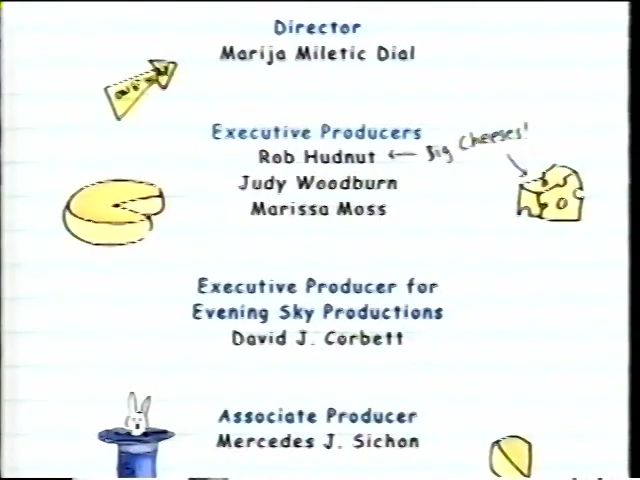 Director
Marija Miletic Dial
Executive Producers
Rob Hudnut ← Big Cheeses!
Judy Woodburn
Marissa Moss
Executive Producer for
Evening Sky Productions
David J. Corbett
Associate Producer
Mercedes J. Sichon